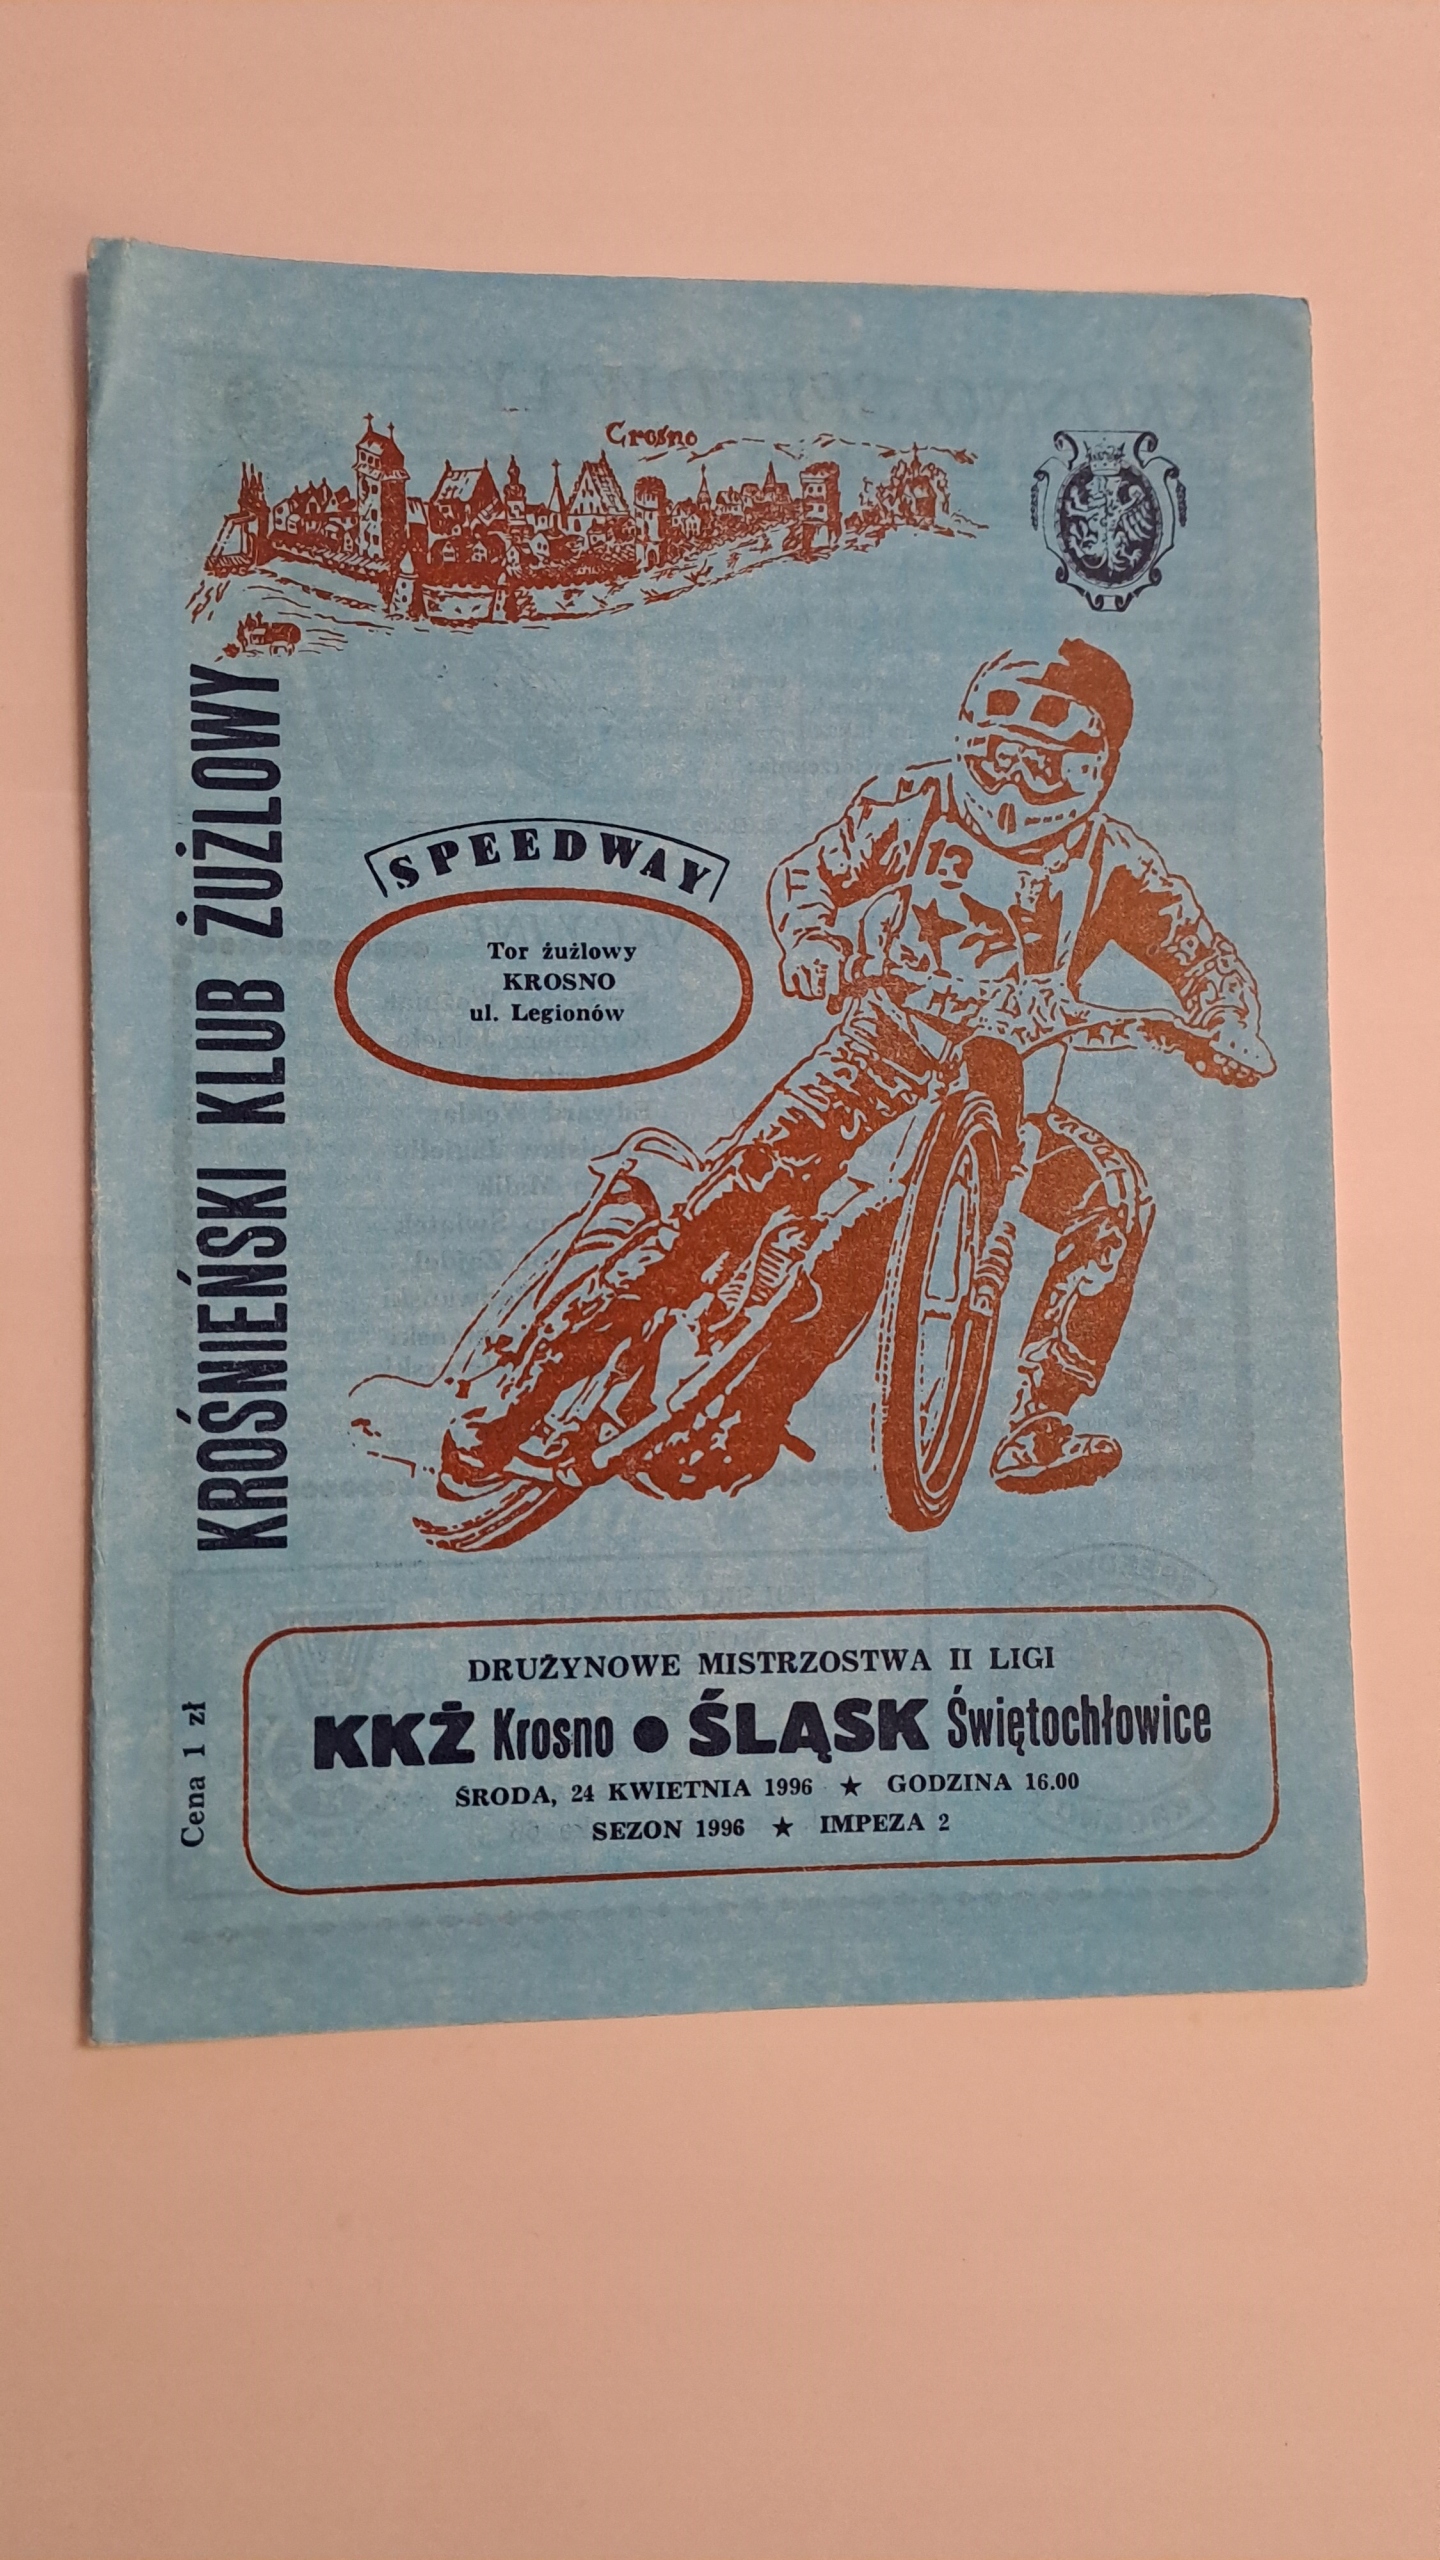 Crosno
KROŚNIEŃSKI KLUB ŻUŻLOWY
SPEEDWAY
Tor żużlowy
KROSNO
ul. Legionów
13
DRUŻYNOWE MISTRZOSTWA II LIGI
KKŻ Krosno ● ŚLĄSK Świętochłowice
ŚRODA, 24 KWIETNIA 1996 ★ GODZINA 16.00
SEZON 1996 ★ IMPEZA 2
Cena 1 zł